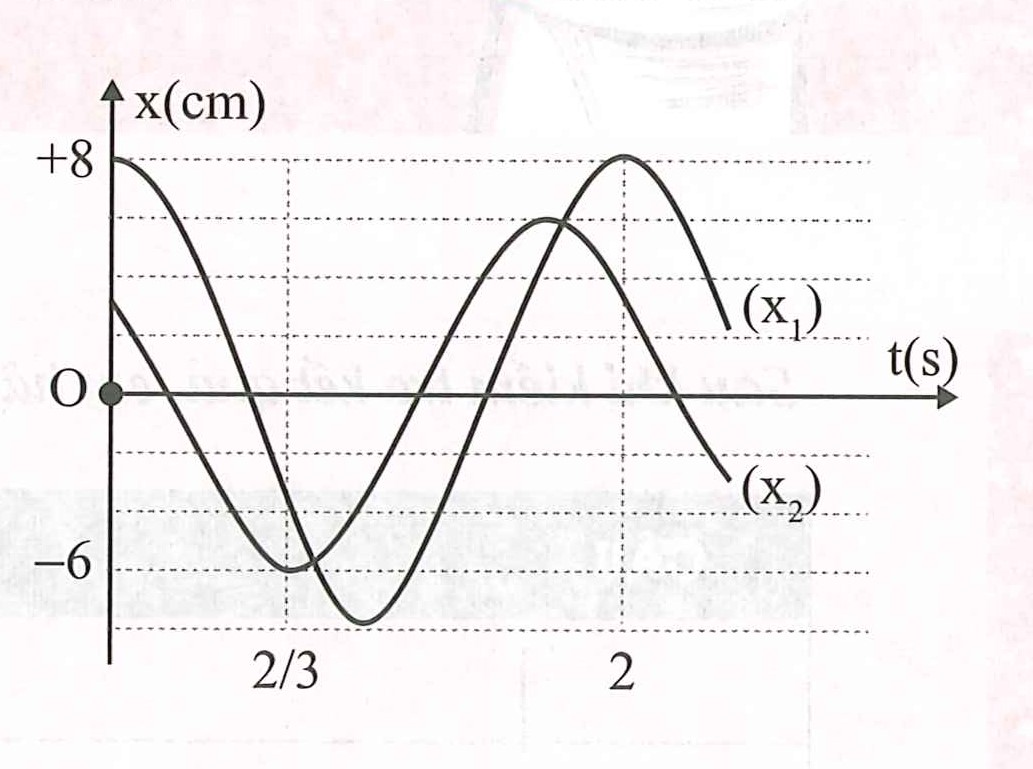 x(cm)
+8
(x₁)
t(s)
O
(x₂)
–6
2/3 2